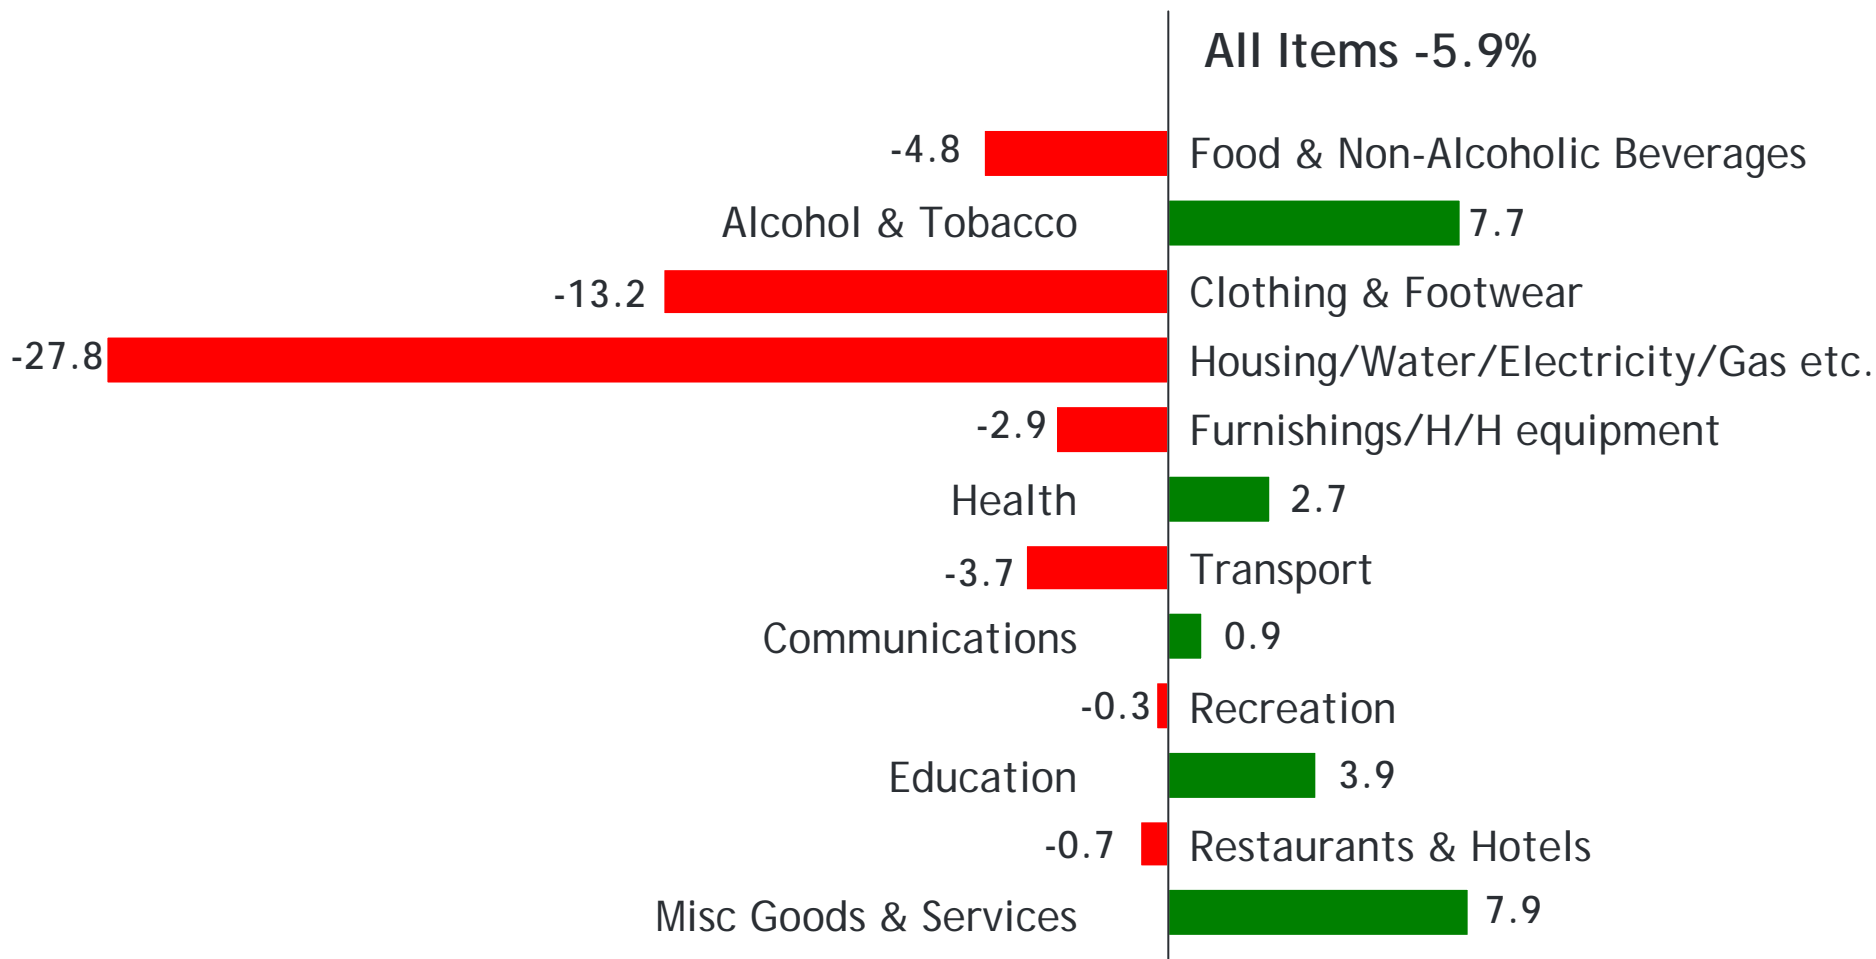 All Items -5.9%
-4.8 Food & Non-Alcoholic Beverages
Alcohol & Tobacco 7.7
-13.2 Clothing & Footwear
-27.8 Housing/Water/Electricity/Gas etc.
-2.9 Furnishings/H/H equipment
Health 2.7
-3.7 Transport
Communications 0.9
-0.3 Recreation
Education 3.9
-0.7 Restaurants & Hotels
Misc Goods & Services 7.9